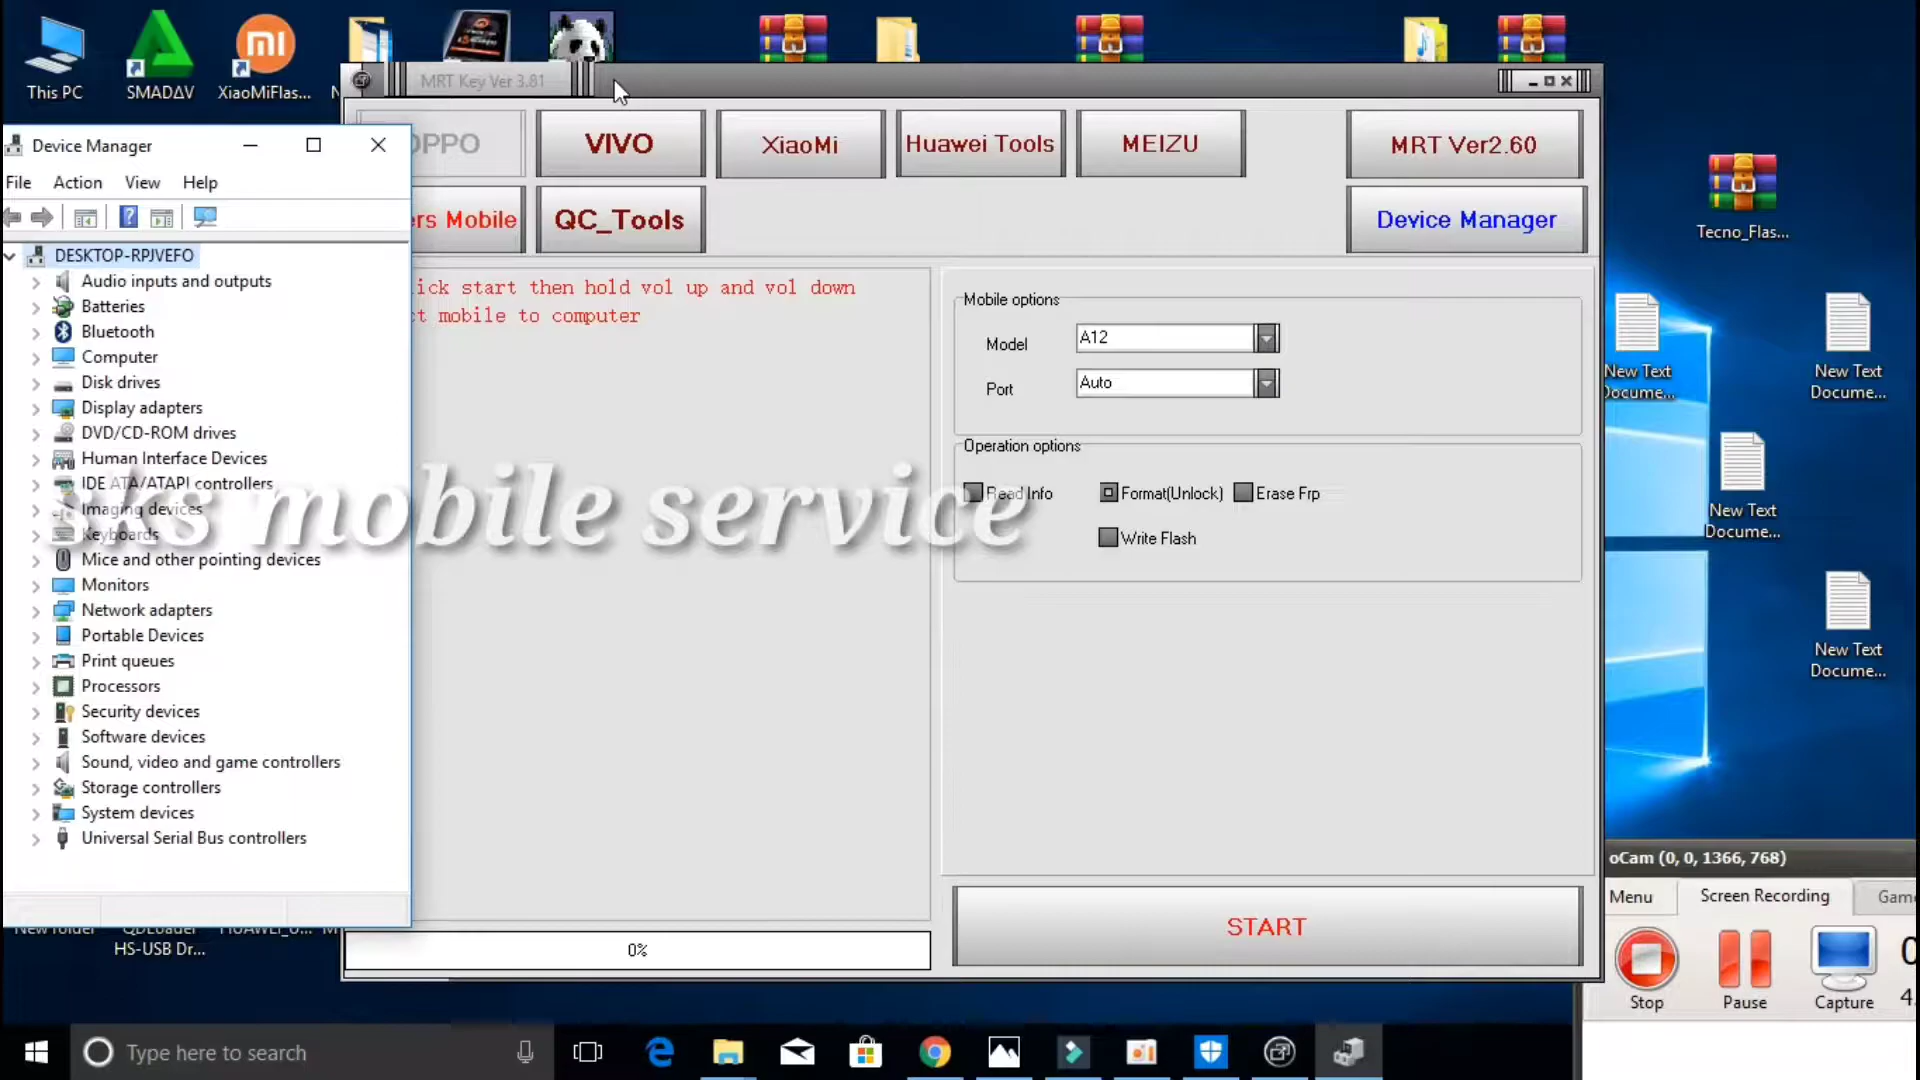 This PC
SMADΔV
XiaoMiFlas...
MRT Key Ver 3.81
Device Manager
File Action View Help
OPPO
VIVO
XiaoMi
Huawei Tools
MEIZU
MRT Ver2.60
ers Mobile
QC_Tools
Device Manager
DESKTOP-RPJVEFO
Audio inputs and outputs
Batteries
Bluetooth
Computer
Disk drives
Display adapters
DVD/CD-ROM drives
Human Interface Devices
IDE ATA/ATAPI controllers
Imaging devices
Keyboards
Mice and other pointing devices
Monitors
Network adapters
Portable Devices
Print queues
Processors
Security devices
Software devices
Sound, video and game controllers
Storage controllers
System devices
Universal Serial Bus controllers
sks mobile service
ick start then hold vol up and vol down
ct mobile to computer
Mobile options
Model A12
Port Auto
Operation options
Read Info Format(Unlock) Erase Frp
Write Flash
START
0%
New folder
HS-USB Dr...
Tecno_Flas...
New Text
Docume...
New Text
Docume...
New Text
Docume...
New Text
Docume...
oCam (0, 0, 1366, 768)
Menu Screen Recording Game
Stop Pause Capture
Type here to search